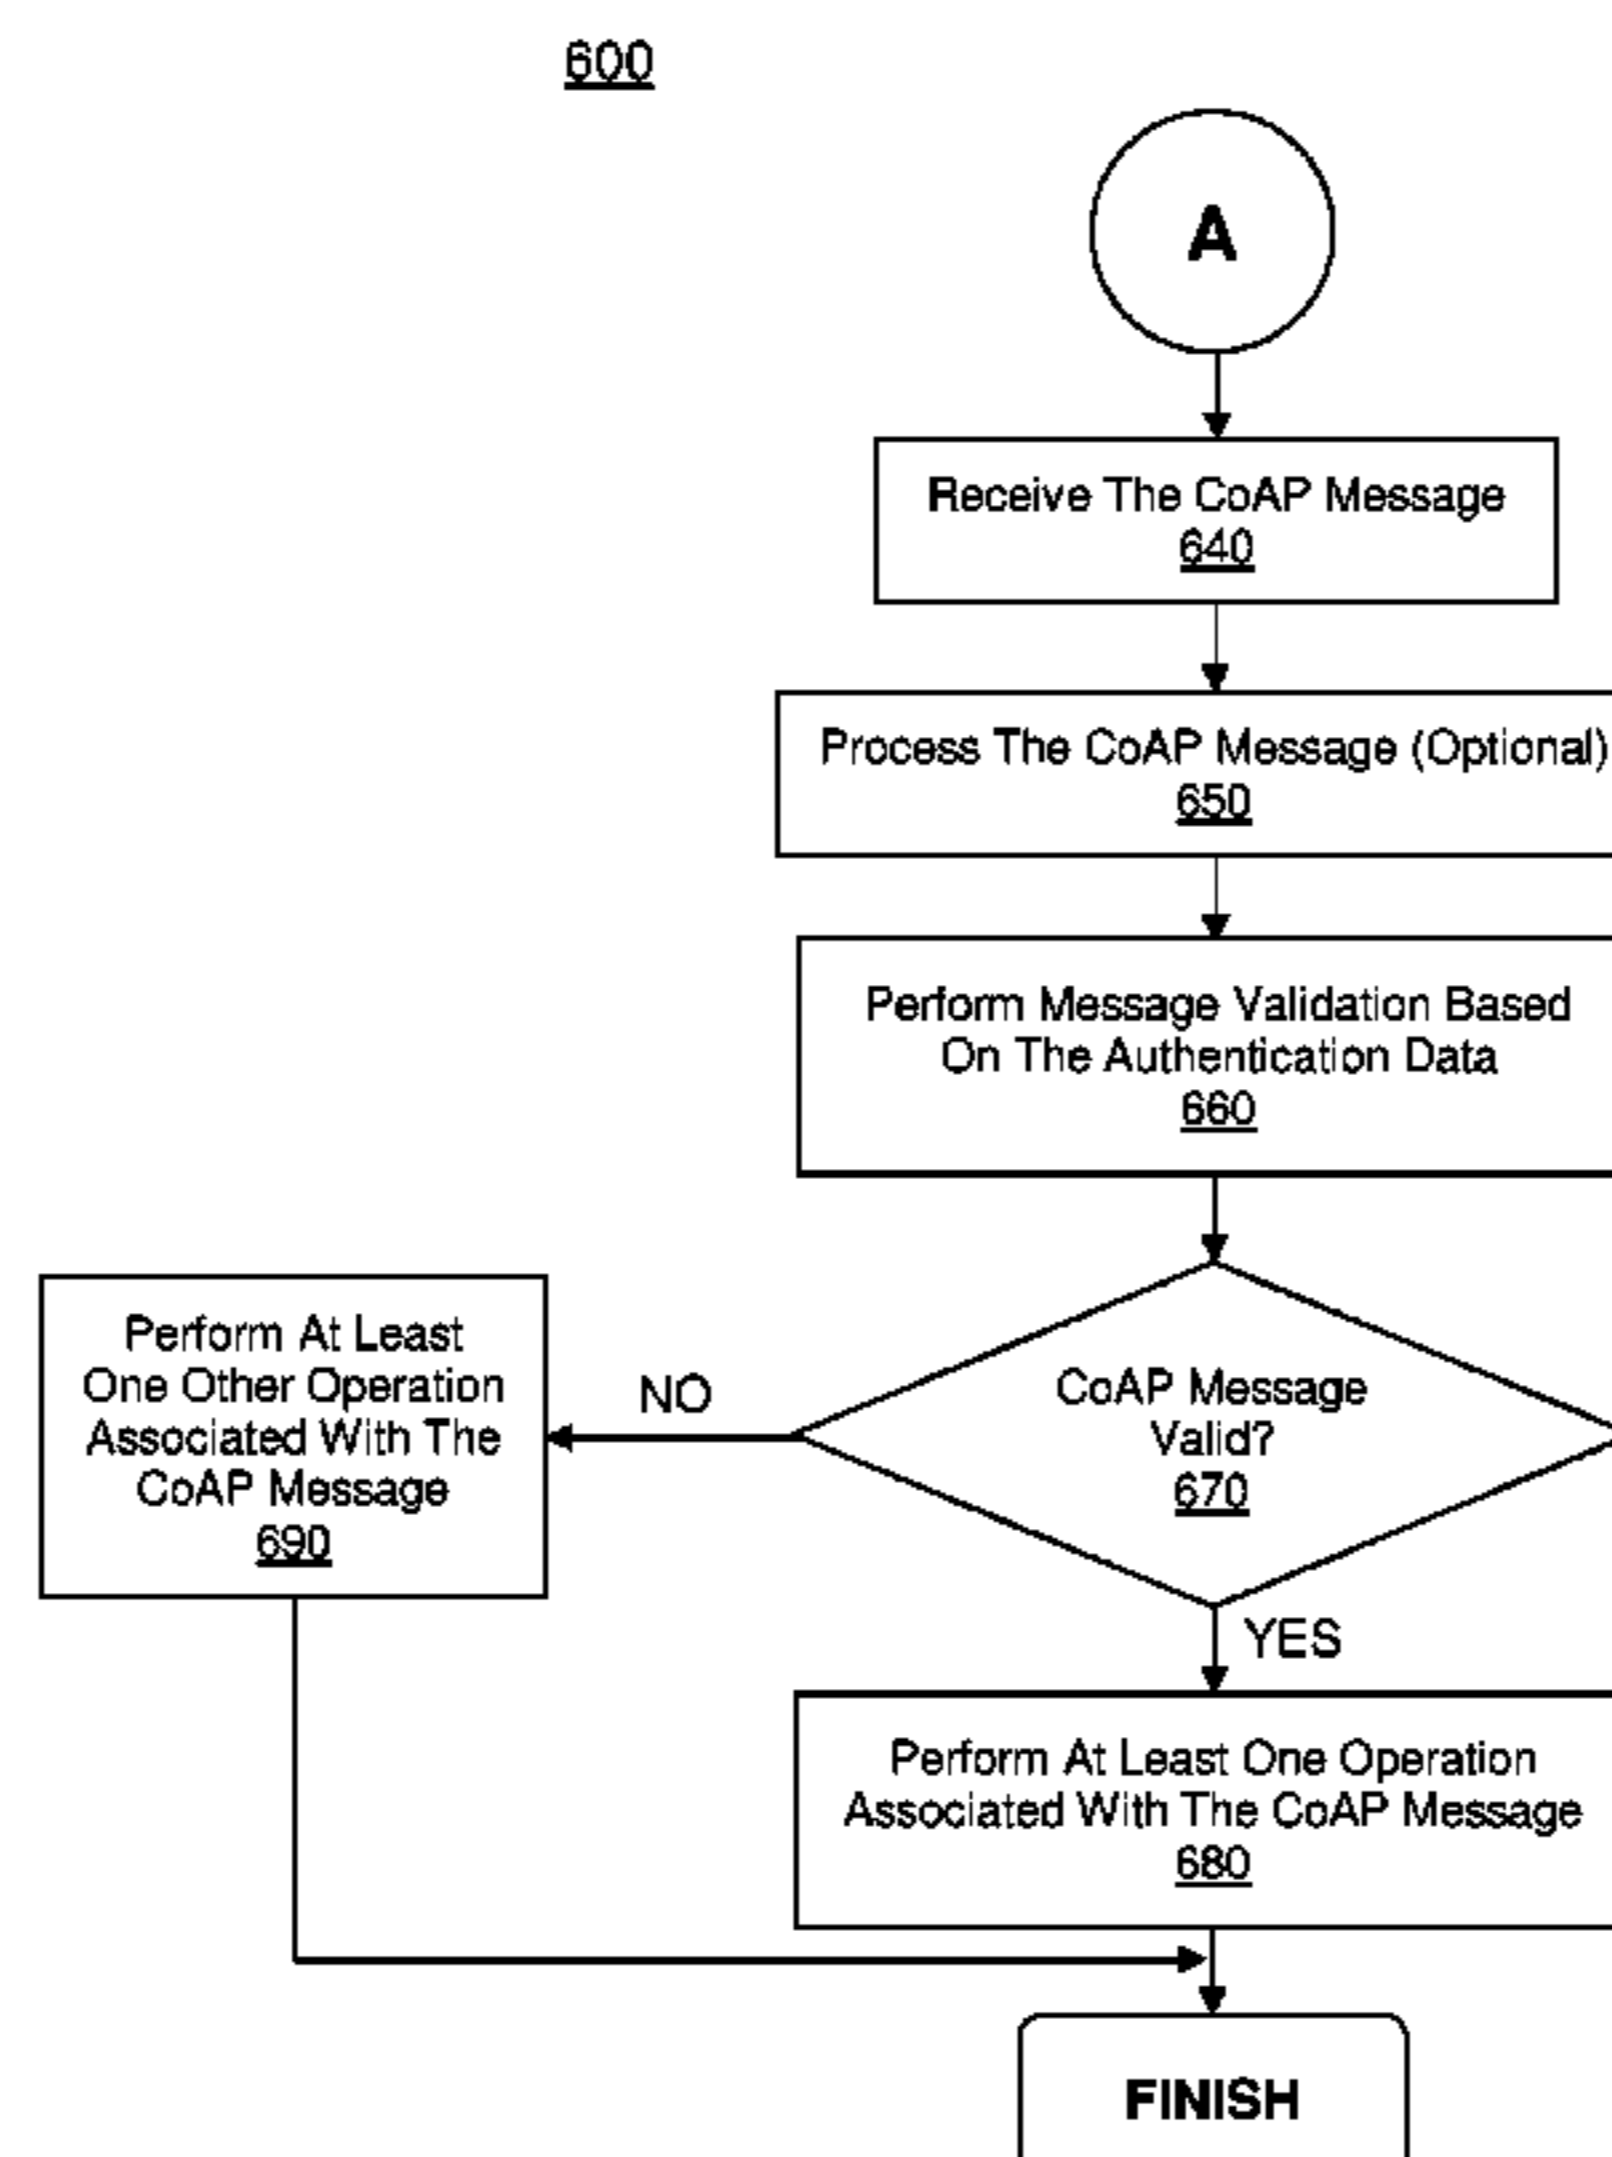 600
A
Receive The CoAP Message
640
Process The CoAP Message (Optional)
650
Perform Message Validation Based
On The Authentication Data
660
CoAP Message
Valid?
670
NO
Perform At Least
One Other Operation
Associated With The
CoAP Message
690
YES
Perform At Least One Operation
Associated With The CoAP Message
680
FINISH